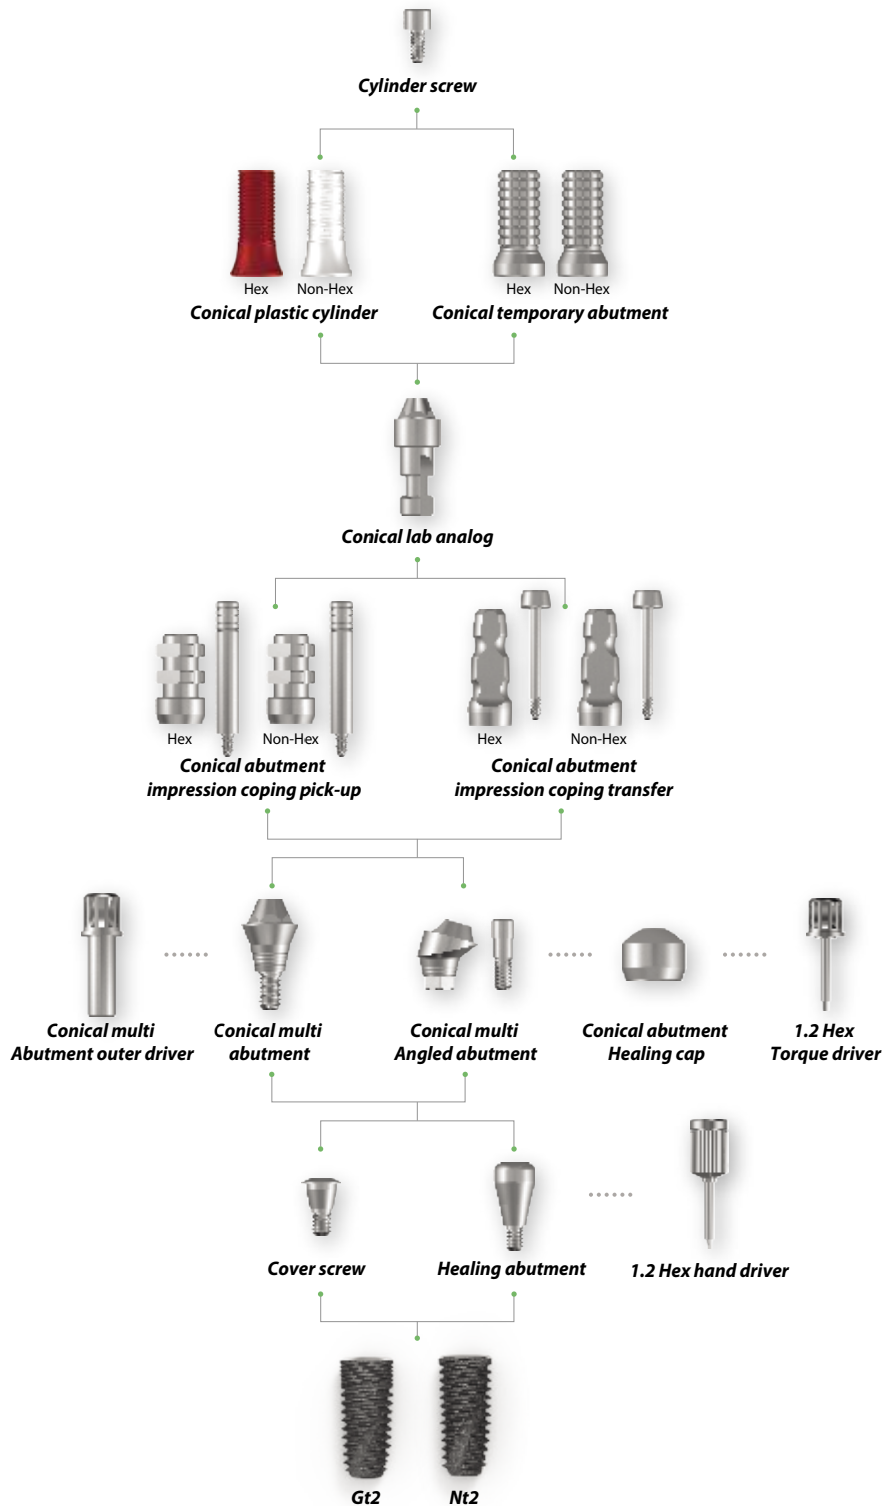 Cylinder screw
Hex Non-Hex Hex Non-Hex
Conical plastic cylinder Conical temporary abutment
Conical lab analog
Hex Non-Hex Hex Non-Hex
Conical abutment
impression coping pick-up
Conical abutment
impression coping transfer
Conical multi
Abutment outer driver
Conical multi
abutment
Conical multi
Angled abutment
Conical abutment
Healing cap
1.2 Hex
Torque driver
Cover screw Healing abutment 1.2 Hex hand driver
Gt2 Nt2